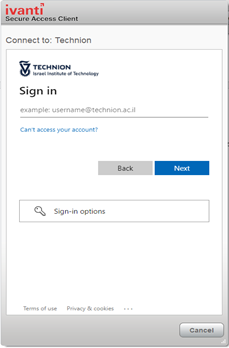 ivanti
Secure Access Client
Connect to: Technion
TECHNION
Israel Institute of Technology
Sign in
example: username@technion.ac.il
Can't access your account?
Back
Next
Sign-in options
Terms of use
Privacy & cookies
...
Cancel